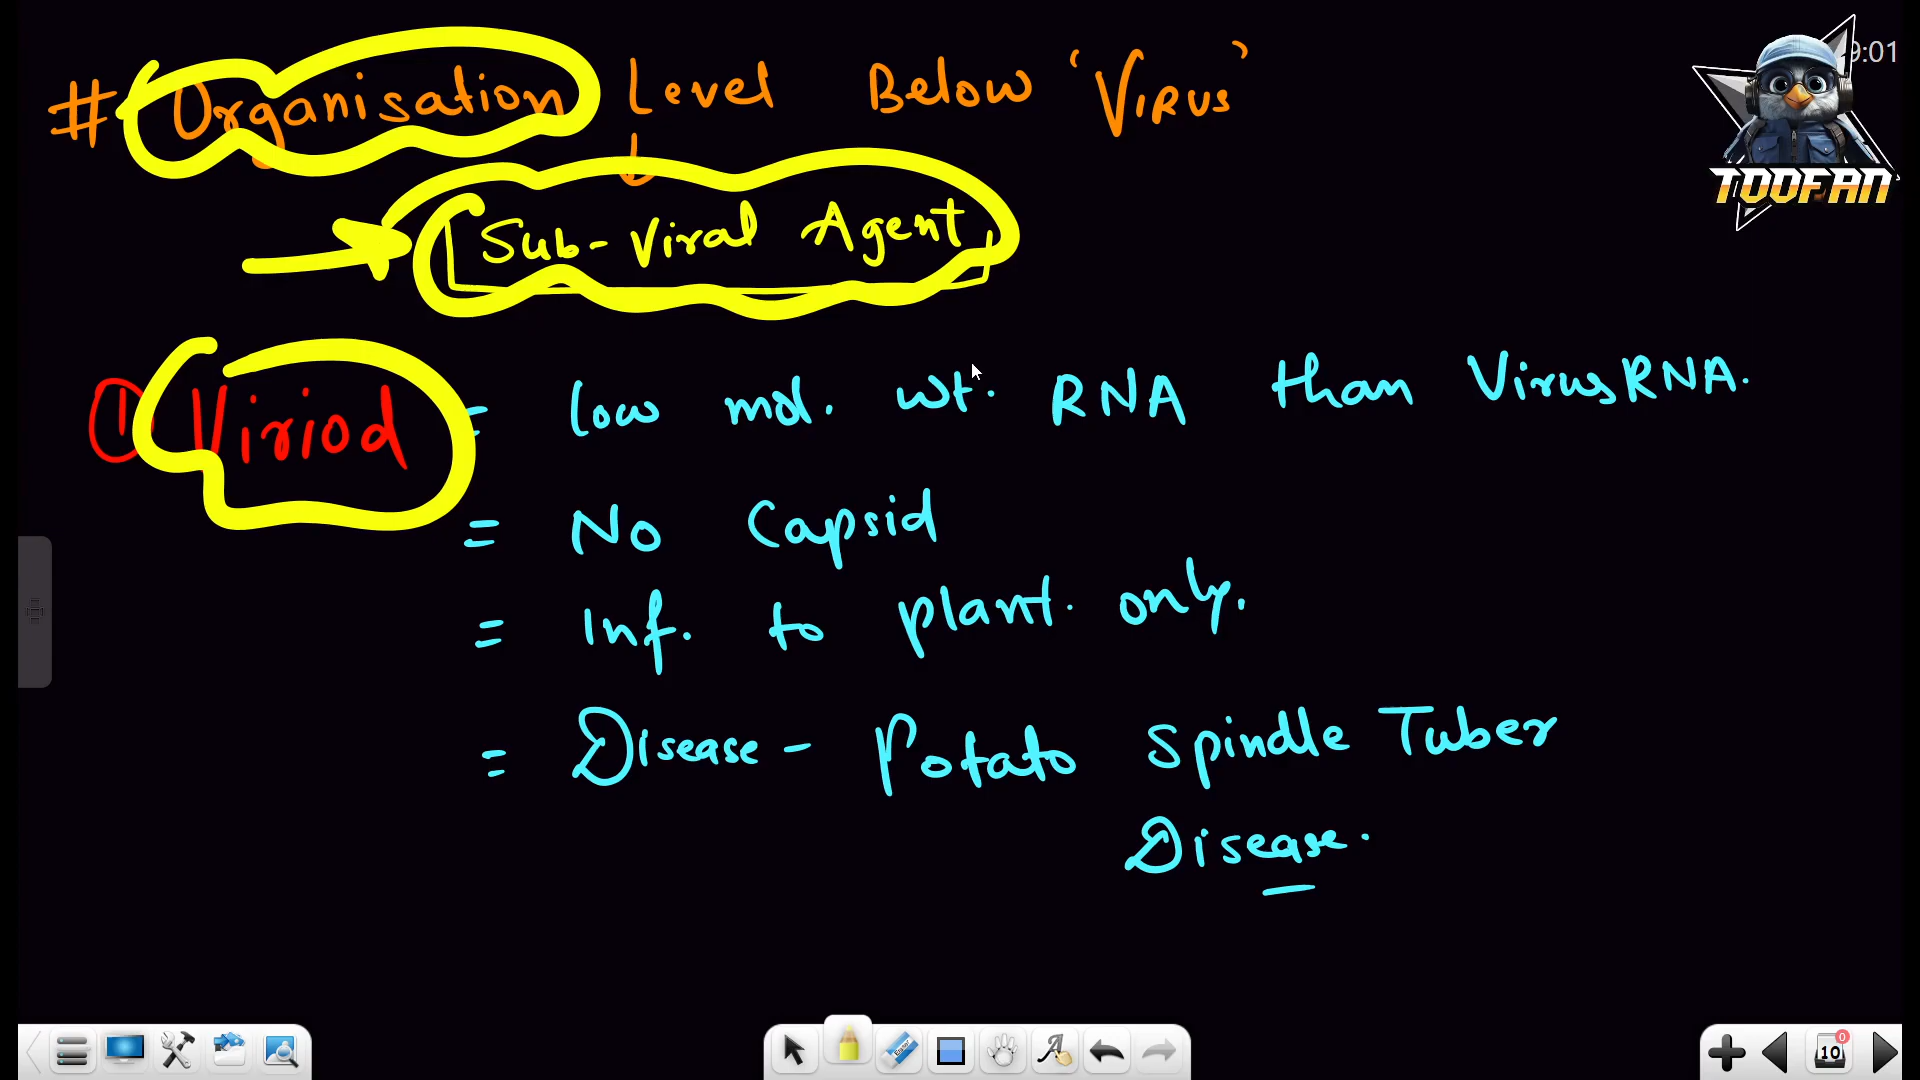 # Organisation Level Below 'Virus'
9:01
TOOFAN
Sub-Viral Agent
① Viriod = low mol. wt. RNA than Virus RNA.
= No Capsid
= Inf. to plant. only.
= Disease - Potato Spindle Tuber
Disease.
10
0